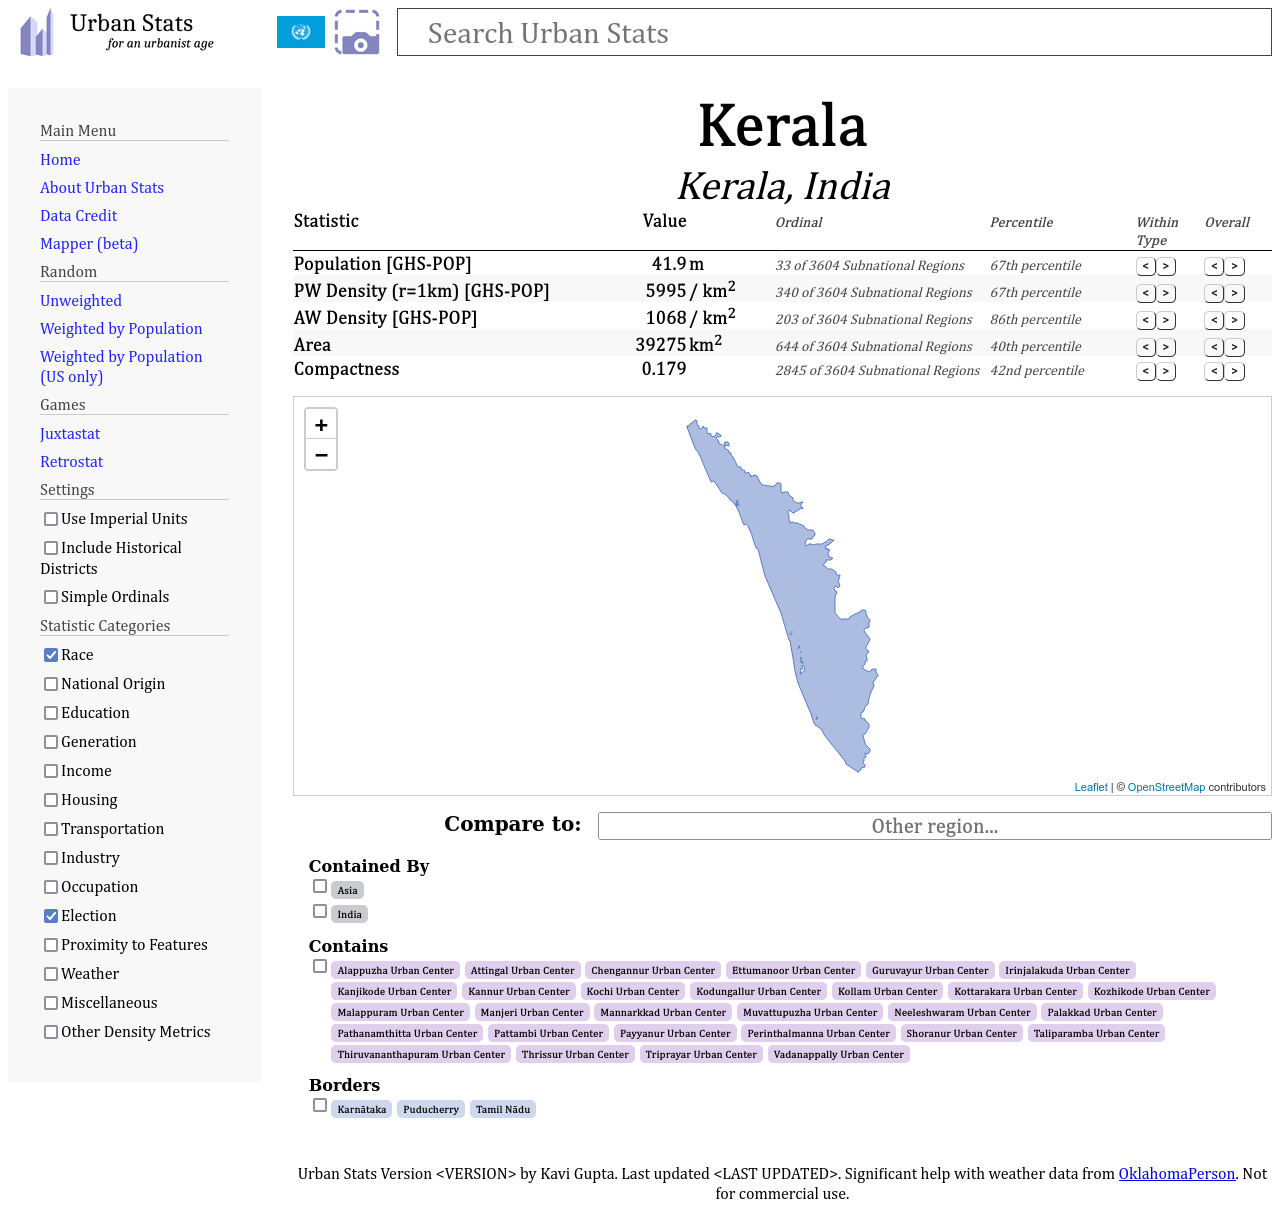 Urban Stats
for an urbanist age
Search Urban Stats
Main Menu
Home
About Urban Stats
Data Credit
Mapper (beta)
Random
Unweighted
Weighted by Population
Weighted by Population
(US only)
Games
Juxtastat
Retrostat
Settings
Use Imperial Units
Include Historical
Districts
Simple Ordinals
Statistic Categories
Race
National Origin
Education
Generation
Income
Housing
Transportation
Industry
Occupation
Election
Proximity to Features
Weather
Miscellaneous
Other Density Metrics
Kerala
Kerala, India
Statistic Value Ordinal Percentile Within Type Overall
Population [GHS-POP] 41.9 m 33 of 3604 Subnational Regions 67th percentile < > < >
PW Density (r=1km) [GHS-POP] 5995 / km² 340 of 3604 Subnational Regions 67th percentile < > < >
AW Density [GHS-POP] 1068 / km² 203 of 3604 Subnational Regions 86th percentile < > < >
Area 39275 km² 644 of 3604 Subnational Regions 40th percentile < > < >
Compactness 0.179 2845 of 3604 Subnational Regions 42nd percentile < > < >
+
−
Leaflet | © OpenStreetMap contributors
Compare to: Other region...
Contained By
Asia
India
Contains
Alappuzha Urban Center Attingal Urban Center Chengannur Urban Center Ettumanoor Urban Center Guruvayur Urban Center Irinjalakuda Urban Center
Kanjikode Urban Center Kannur Urban Center Kochi Urban Center Kodungallur Urban Center Kollam Urban Center Kottarakara Urban Center Kozhikode Urban Center
Malappuram Urban Center Manjeri Urban Center Mannarkkad Urban Center Muvattupuzha Urban Center Neeleshwaram Urban Center Palakkad Urban Center
Pathanamthitta Urban Center Pattambi Urban Center Payyanur Urban Center Perinthalmanna Urban Center Shoranur Urban Center Taliparamba Urban Center
Thiruvananthapuram Urban Center Thrissur Urban Center Triprayar Urban Center Vadanappally Urban Center
Borders
Karnātaka Puducherry Tamil Nādu
Urban Stats Version <VERSION> by Kavi Gupta. Last updated <LAST UPDATED>. Significant help with weather data from OklahomaPerson. Not
for commercial use.